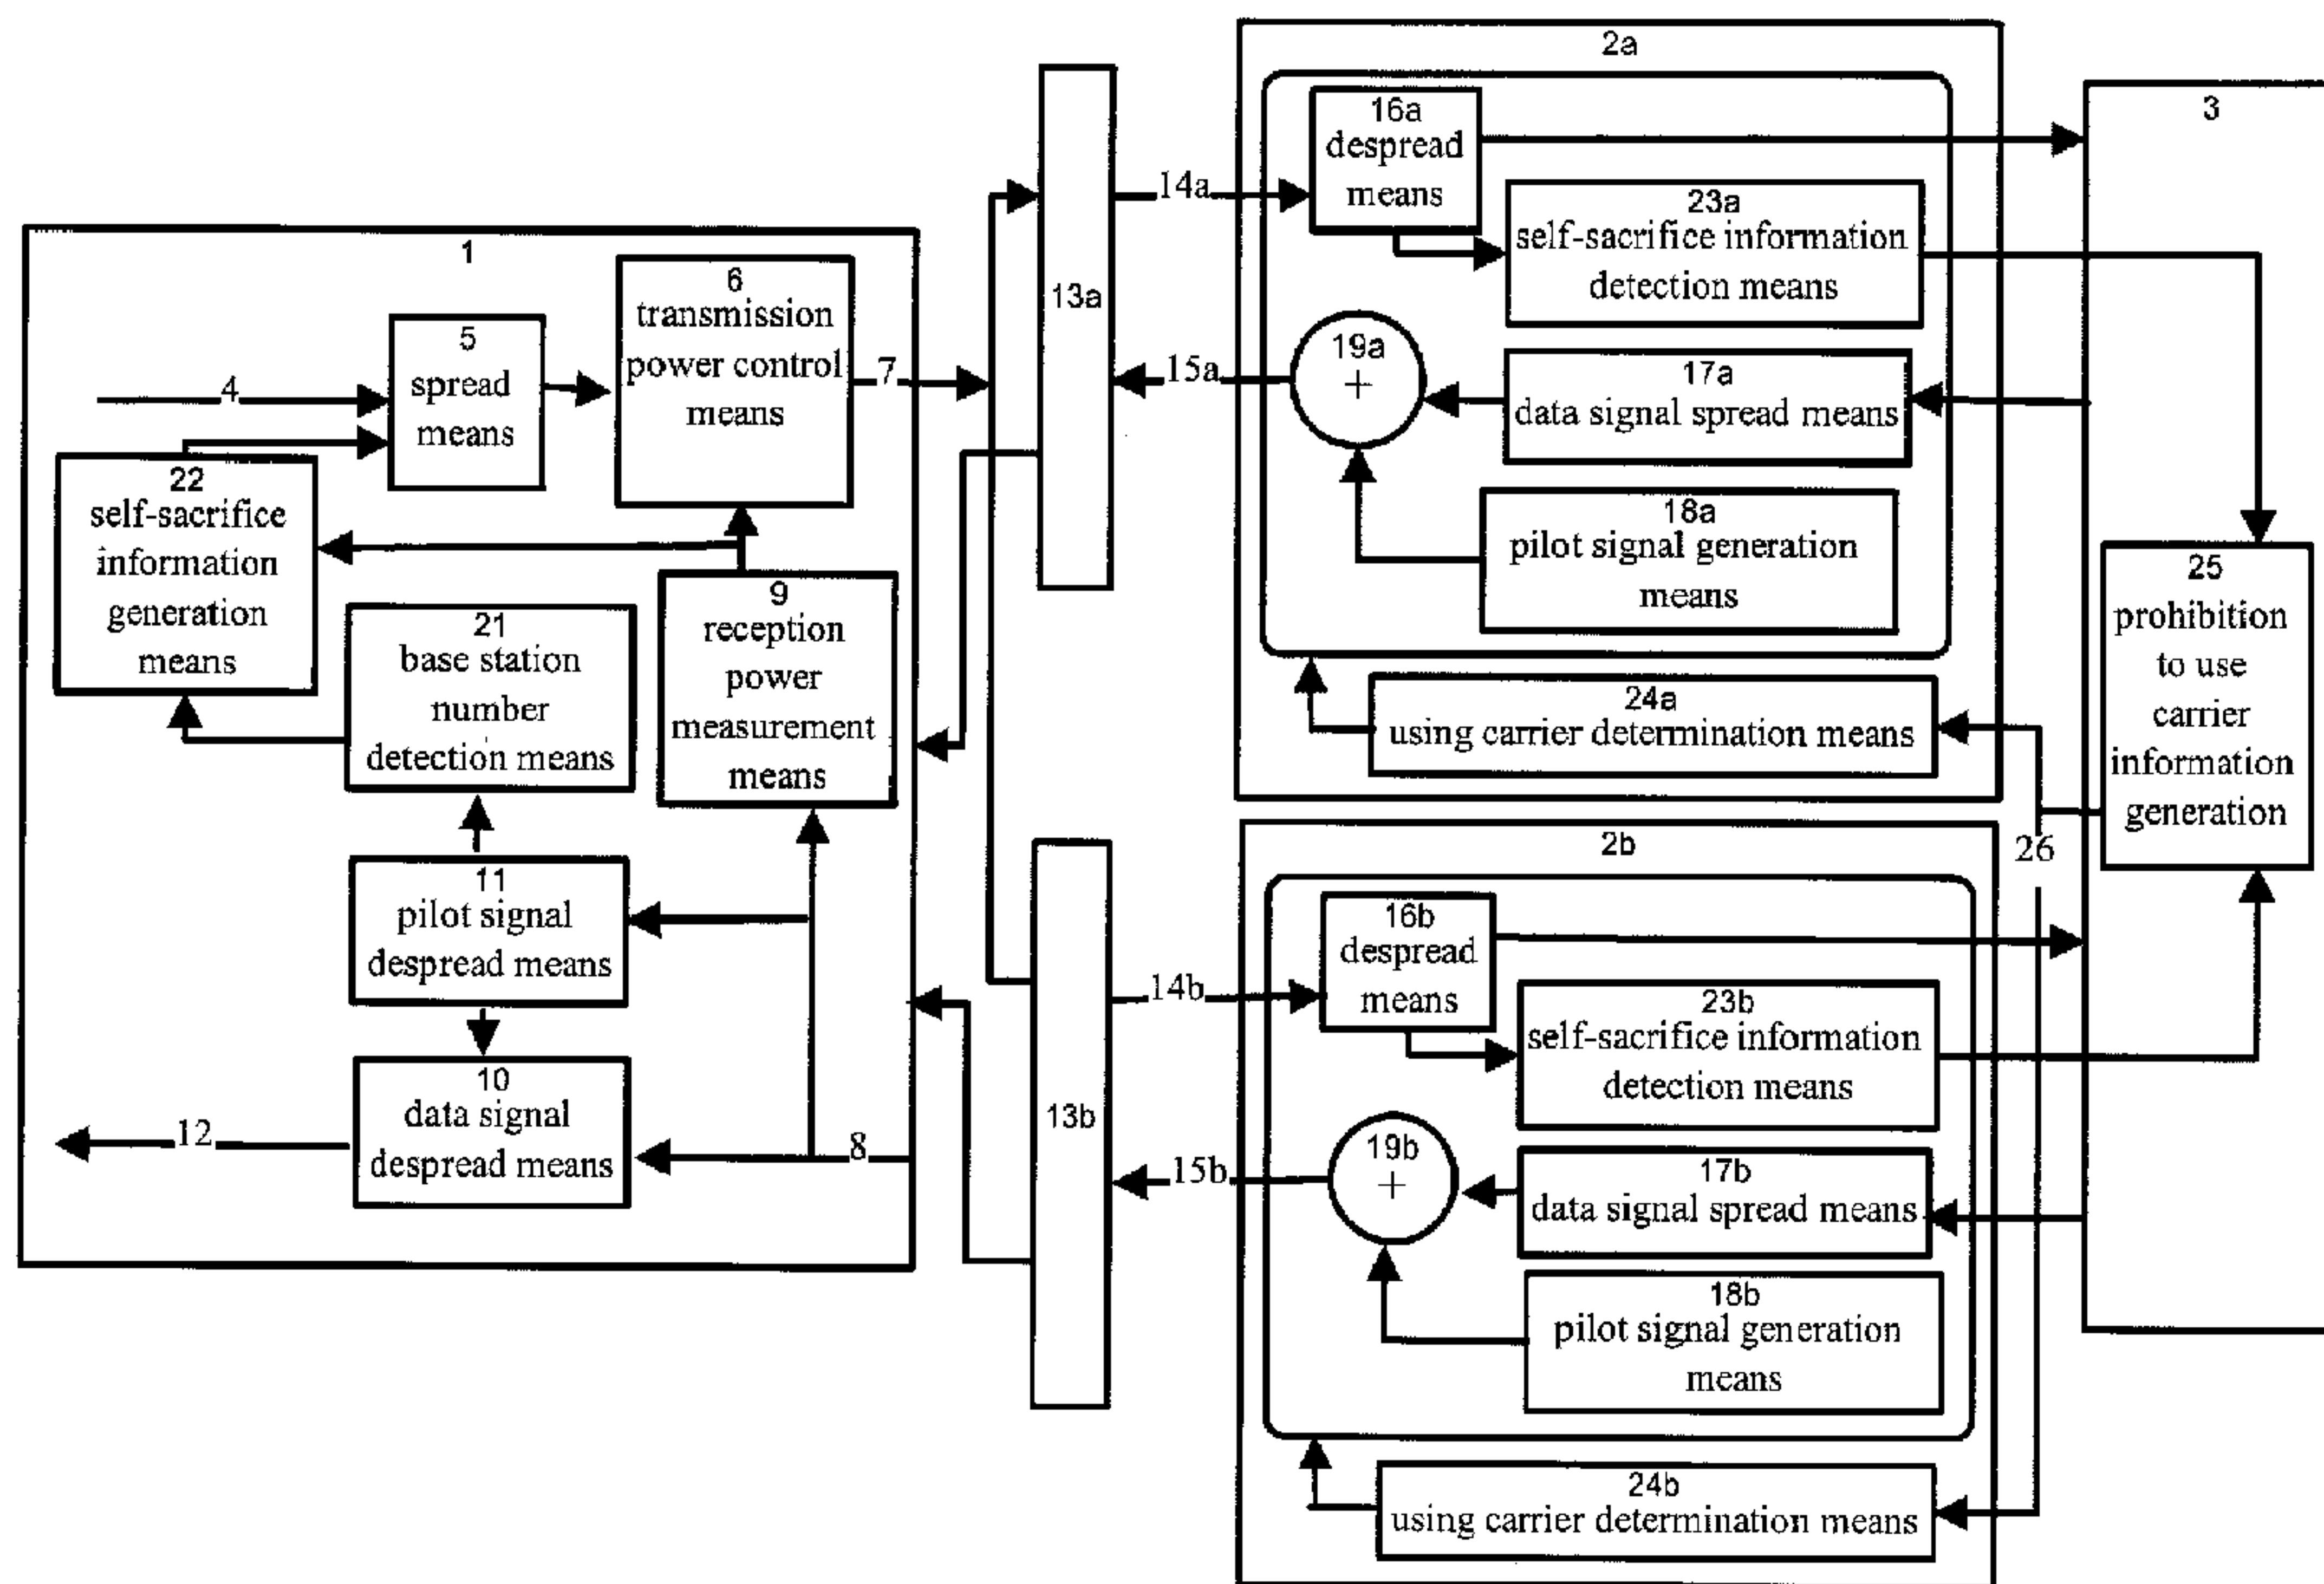 1
4
5
spread
means
6
transmission
power control
means
7
22
self-sacrifice
information
generation
means
21
base station
number
detection means
9
reception
power
measurement
means
11
pilot signal
despread means
10
data signal
despread means
12
8
13a
13b
14a
15a
14b
15b
2a
16a
despread
means
23a
self-sacrifice information
detection means
19a
+
17a
data signal spread means
18a
pilot signal generation
means
24a
using carrier determination means
2b
16b
despread
means
23b
self-sacrifice information
detection means
19b
+
17b
data signal spread means
18b
pilot signal generation
means
24b
using carrier determination means
3
25
prohibition
to use
carrier
information
generation
26